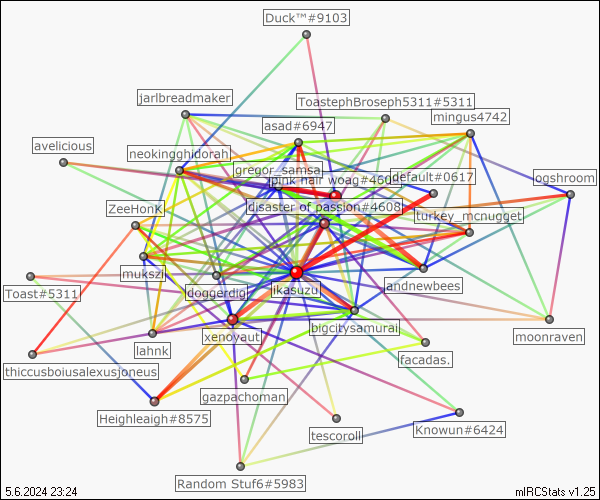 Duck™#9103
jarlbreadmaker
ToastephBroseph5311#5311
mingus4742
asad#6947
avelicious
neokingghidorah
gregor_samsa
pink hair woag#4608
default#0617
ogshroom
ZeeHonK
disaster of passion#4608
turkey_mcnugget
mukszi
doggerdig
ikasuzu
andnewbees
Toast#5311
xenovaut
bigcitysamurai
moonraven
lahnk
facadas.
thiccusboiusalexusjoneus
gazpachoman
Heighleaigh#8575
tescoroll
Knowun#6424
Random Stuf6#5983
5.6.2024 23:24
mIRCStats v1.25